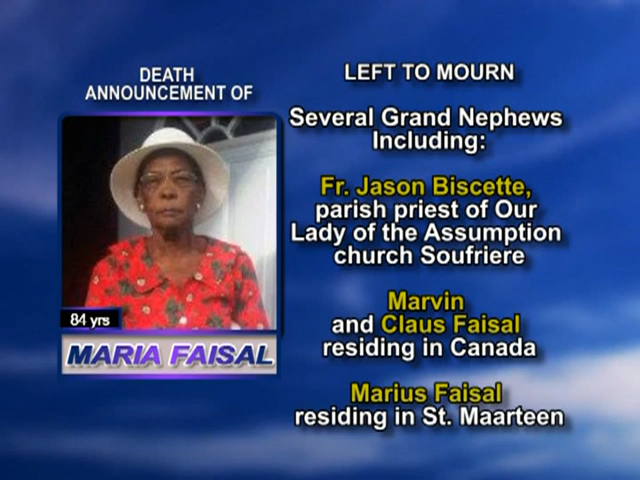 DEATH
ANNOUNCEMENT OF
84 yrs
MARIA FAISAL
LEFT TO MOURN
Several Grand Nephews
Including:
Fr. Jason Biscette,
parish priest of Our
Lady of the Assumption
church Soufriere
Marvin
and Claus Faisal
residing in Canada
Marius Faisal
residing in St. Maarteen